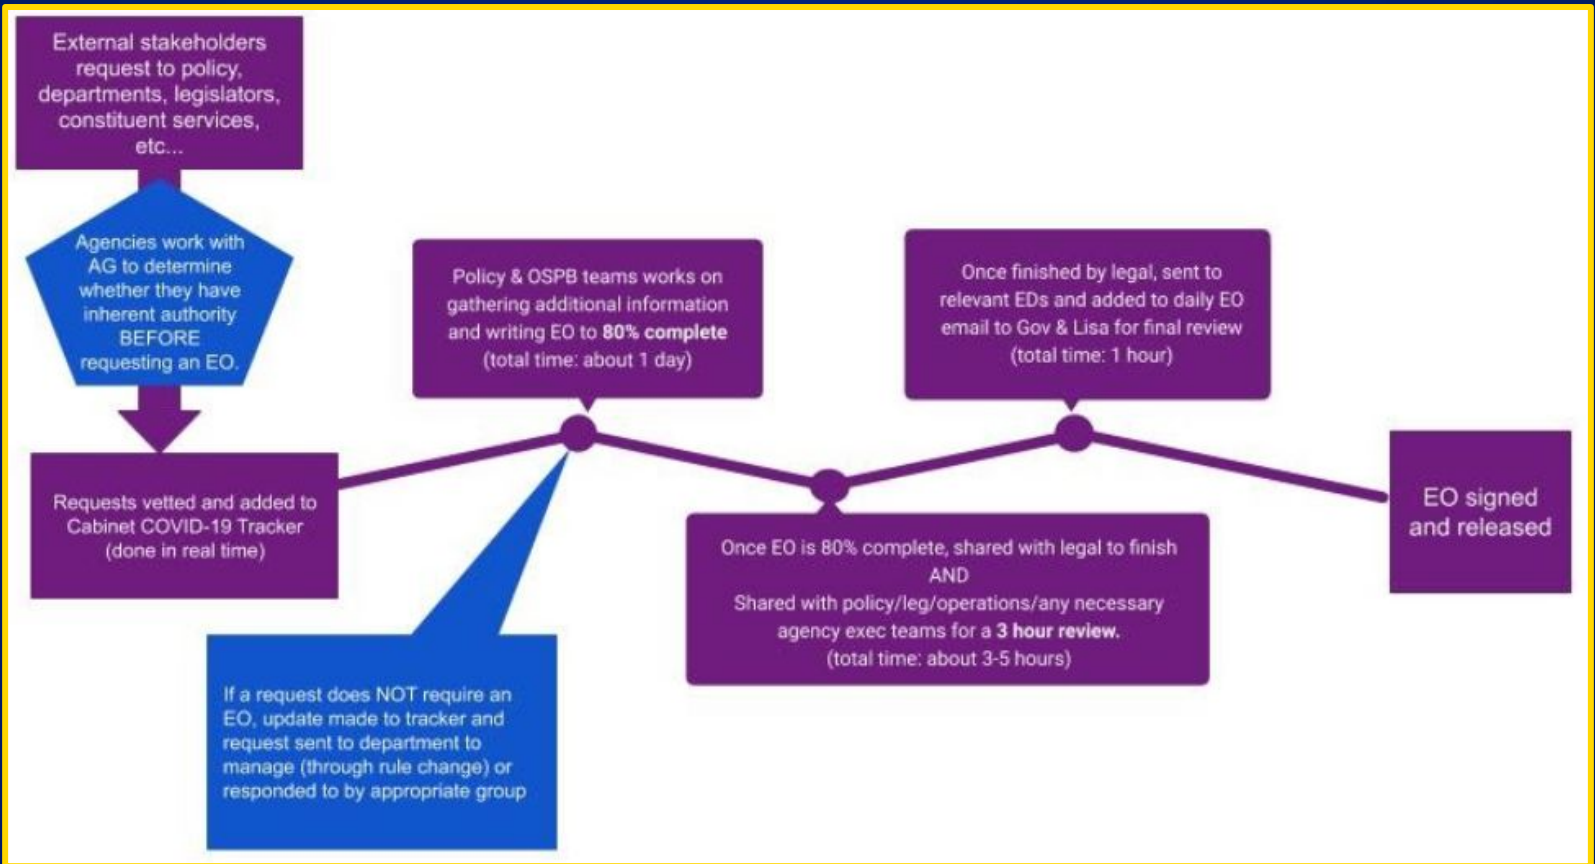 External stakeholders
request to policy,
departments, legislators,
constituent services,
etc...
Agencies work with
AG to determine
whether they have
inherent authority
BEFORE
requesting an EO.
Requests vetted and added to
Cabinet COVID-19 Tracker
(done in real time)
Policy & OSPB teams works on
gathering additional information
and writing EO to 80% complete
(total time: about 1 day)
If a request does NOT require an
EO, update made to tracker and
request sent to department to
manage (through rule change) or
responded to by appropriate group
Once EO is 80% complete, shared with legal to finish
AND
Shared with policy/leg/operations/any necessary
agency exec teams for a 3 hour review.
(total time: about 3-5 hours)
Once finished by legal, sent to
relevant EDs and added to daily EO
email to Gov & Lisa for final review
(total time: 1 hour)
EO signed
and released